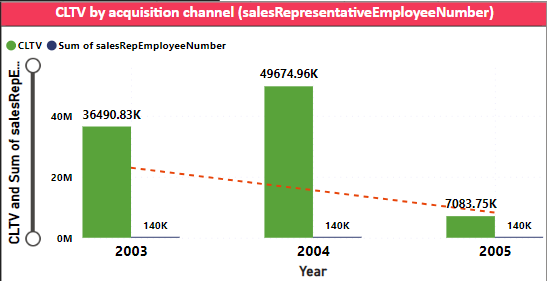 CLTV by acquisition channel (salesRepresentativeEmployeeNumber)
CLTV Sum of salesRepEmployeeNumber
CLTV and Sum of salesRepE...
49674.96K
36490.83K
40M
20M
7083.75K
140K 140K 140K
0M
2003 2004 2005
Year